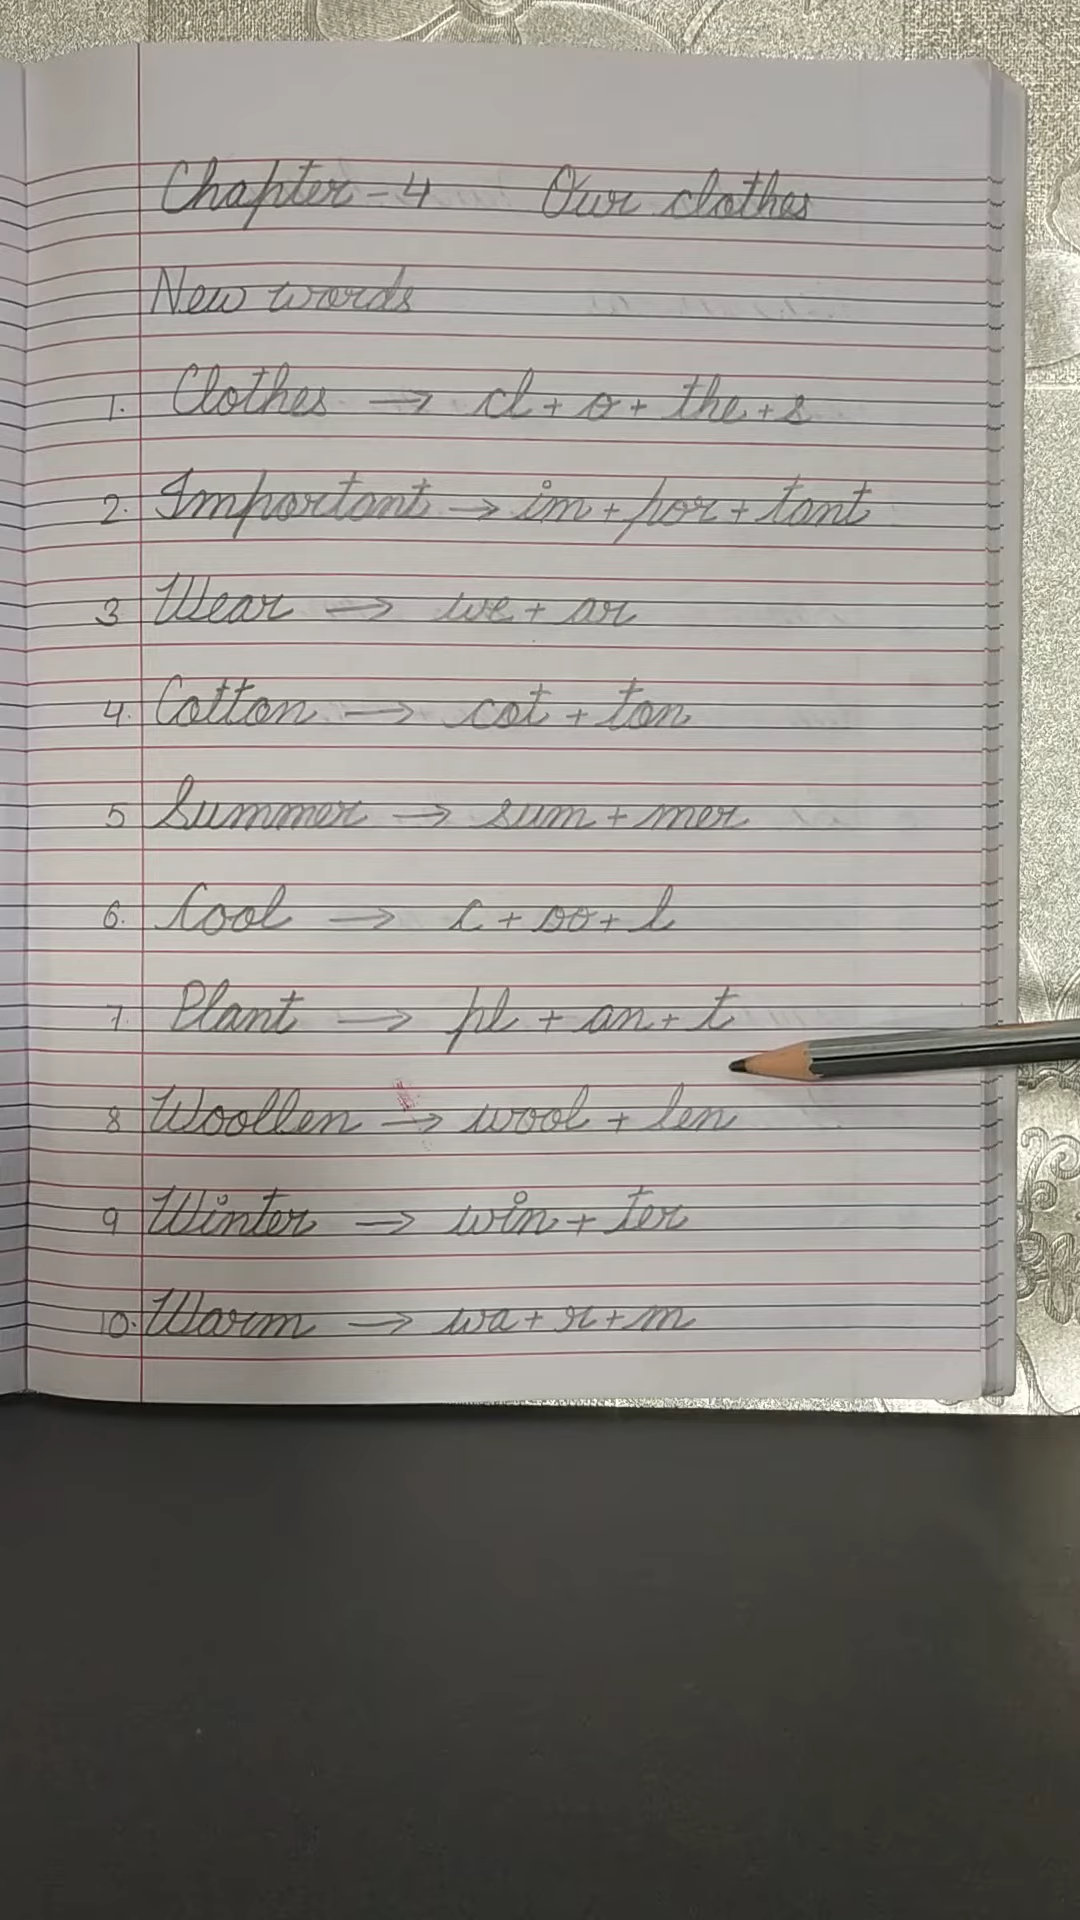 Chapter - 4 Our clothes
New words
1. Clothes → cl + o + the + s
2. Important → im + por + tant
3 Wear → we + ar
4. Cotton → cot + ton
5 Summer → sum + mer
6. Cool → c + oo + l
7. Plant → pl + an + t
8 Woollen → wool + len
9 Winter → win + ter
10. Warm → wa + r + m